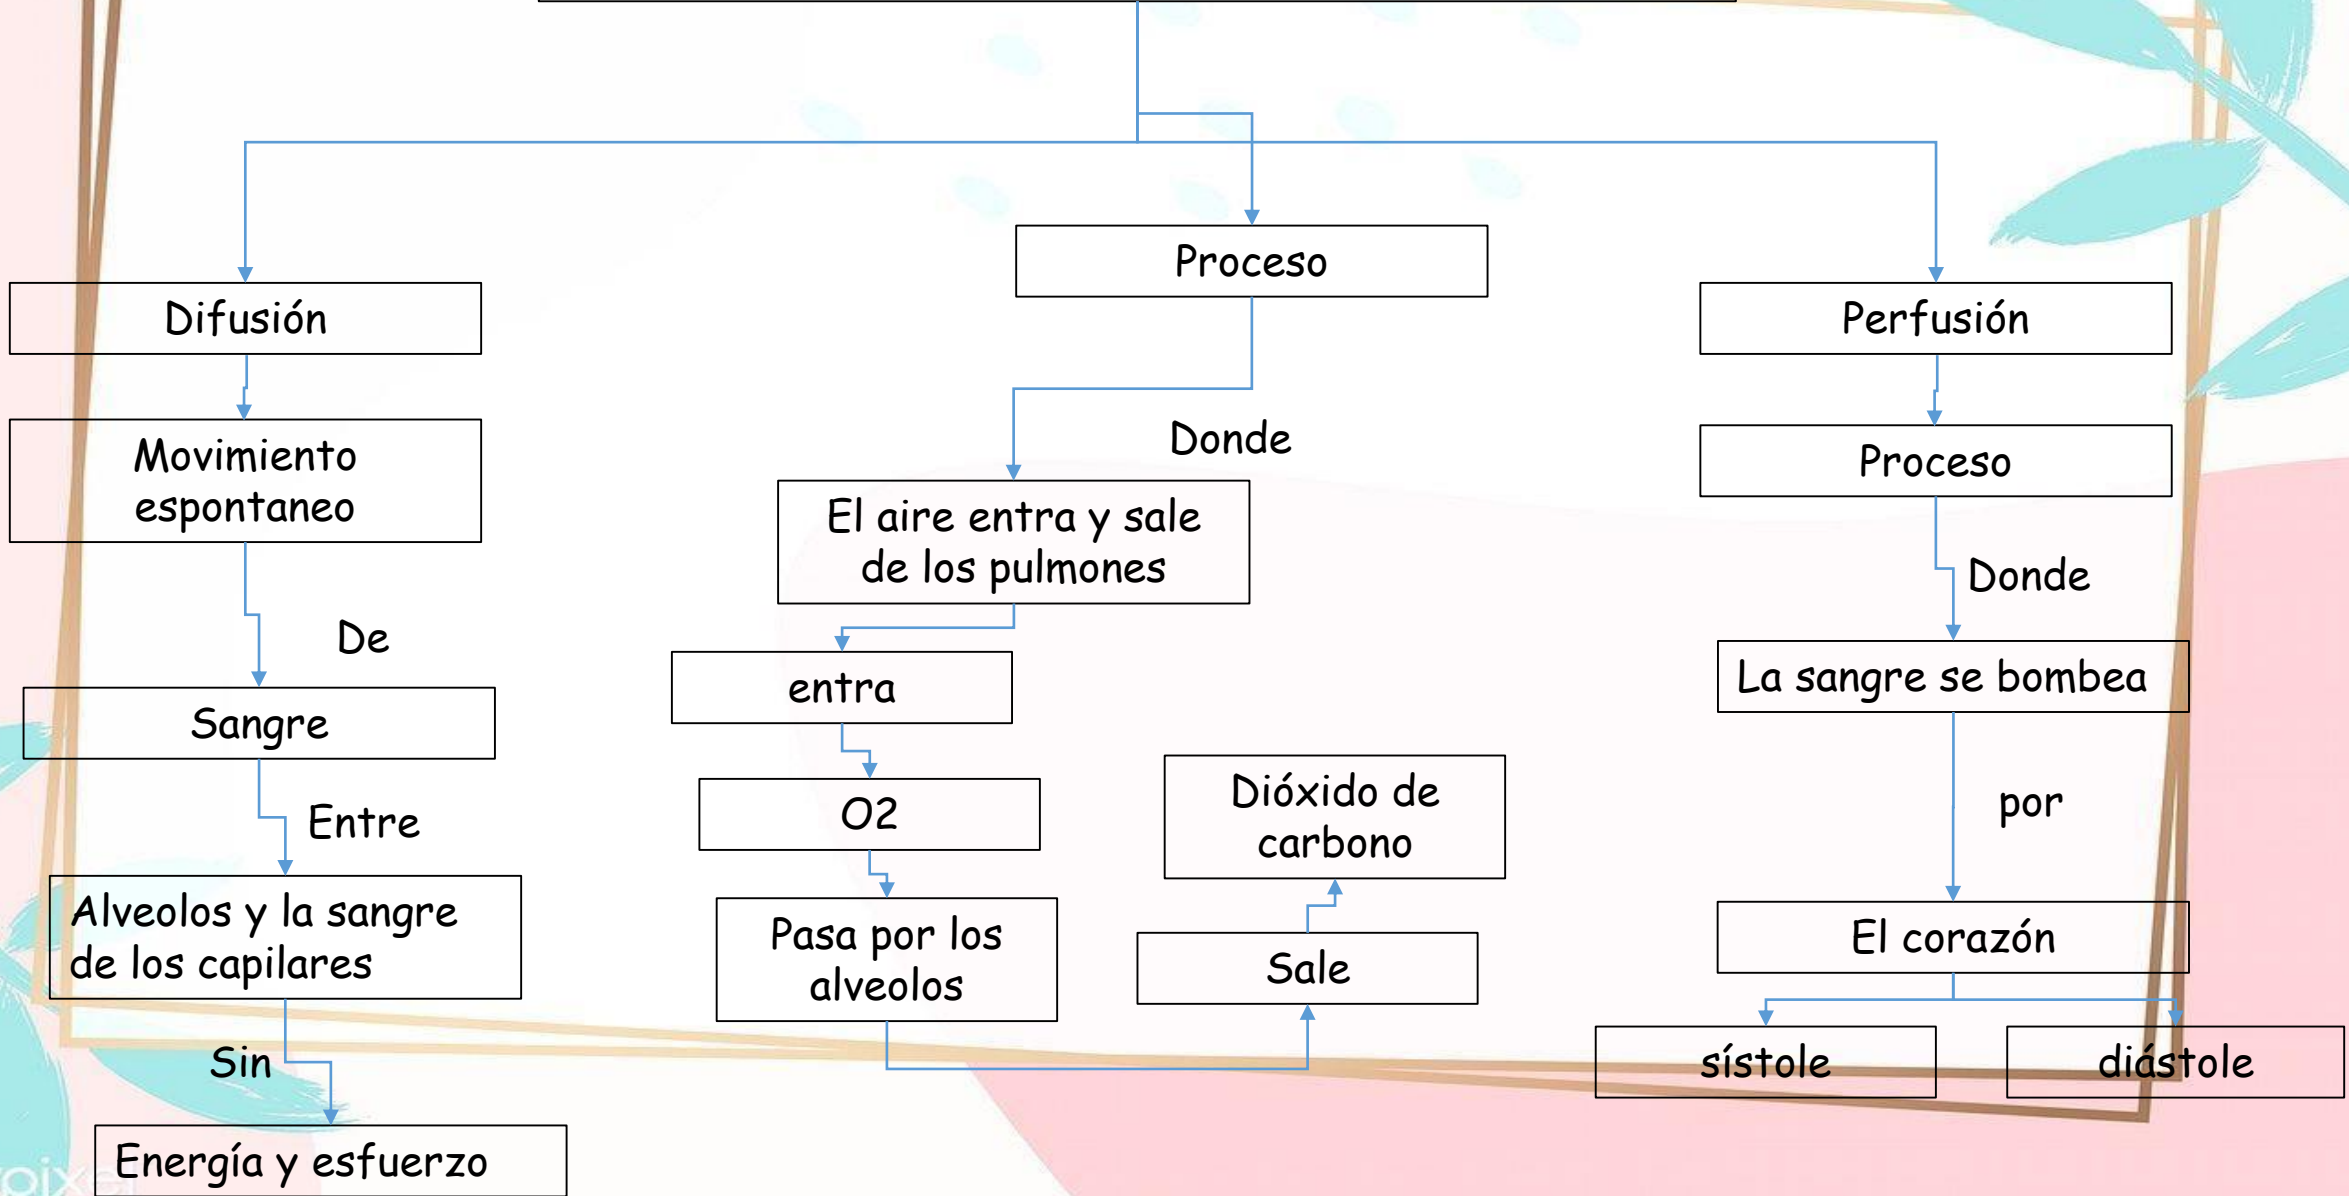 Proceso
Difusión
Perfusión
Movimiento
espontaneo
Donde
Proceso
El aire entra y sale
de los pulmones
Donde
De
La sangre se bombea
entra
Sangre
Dióxido de
carbono
por
O2
Entre
Alveolos y la sangre
de los capilares
Pasa por los
alveolos
El corazón
Sale
Sin
sístole
diástole
Energía y esfuerzo